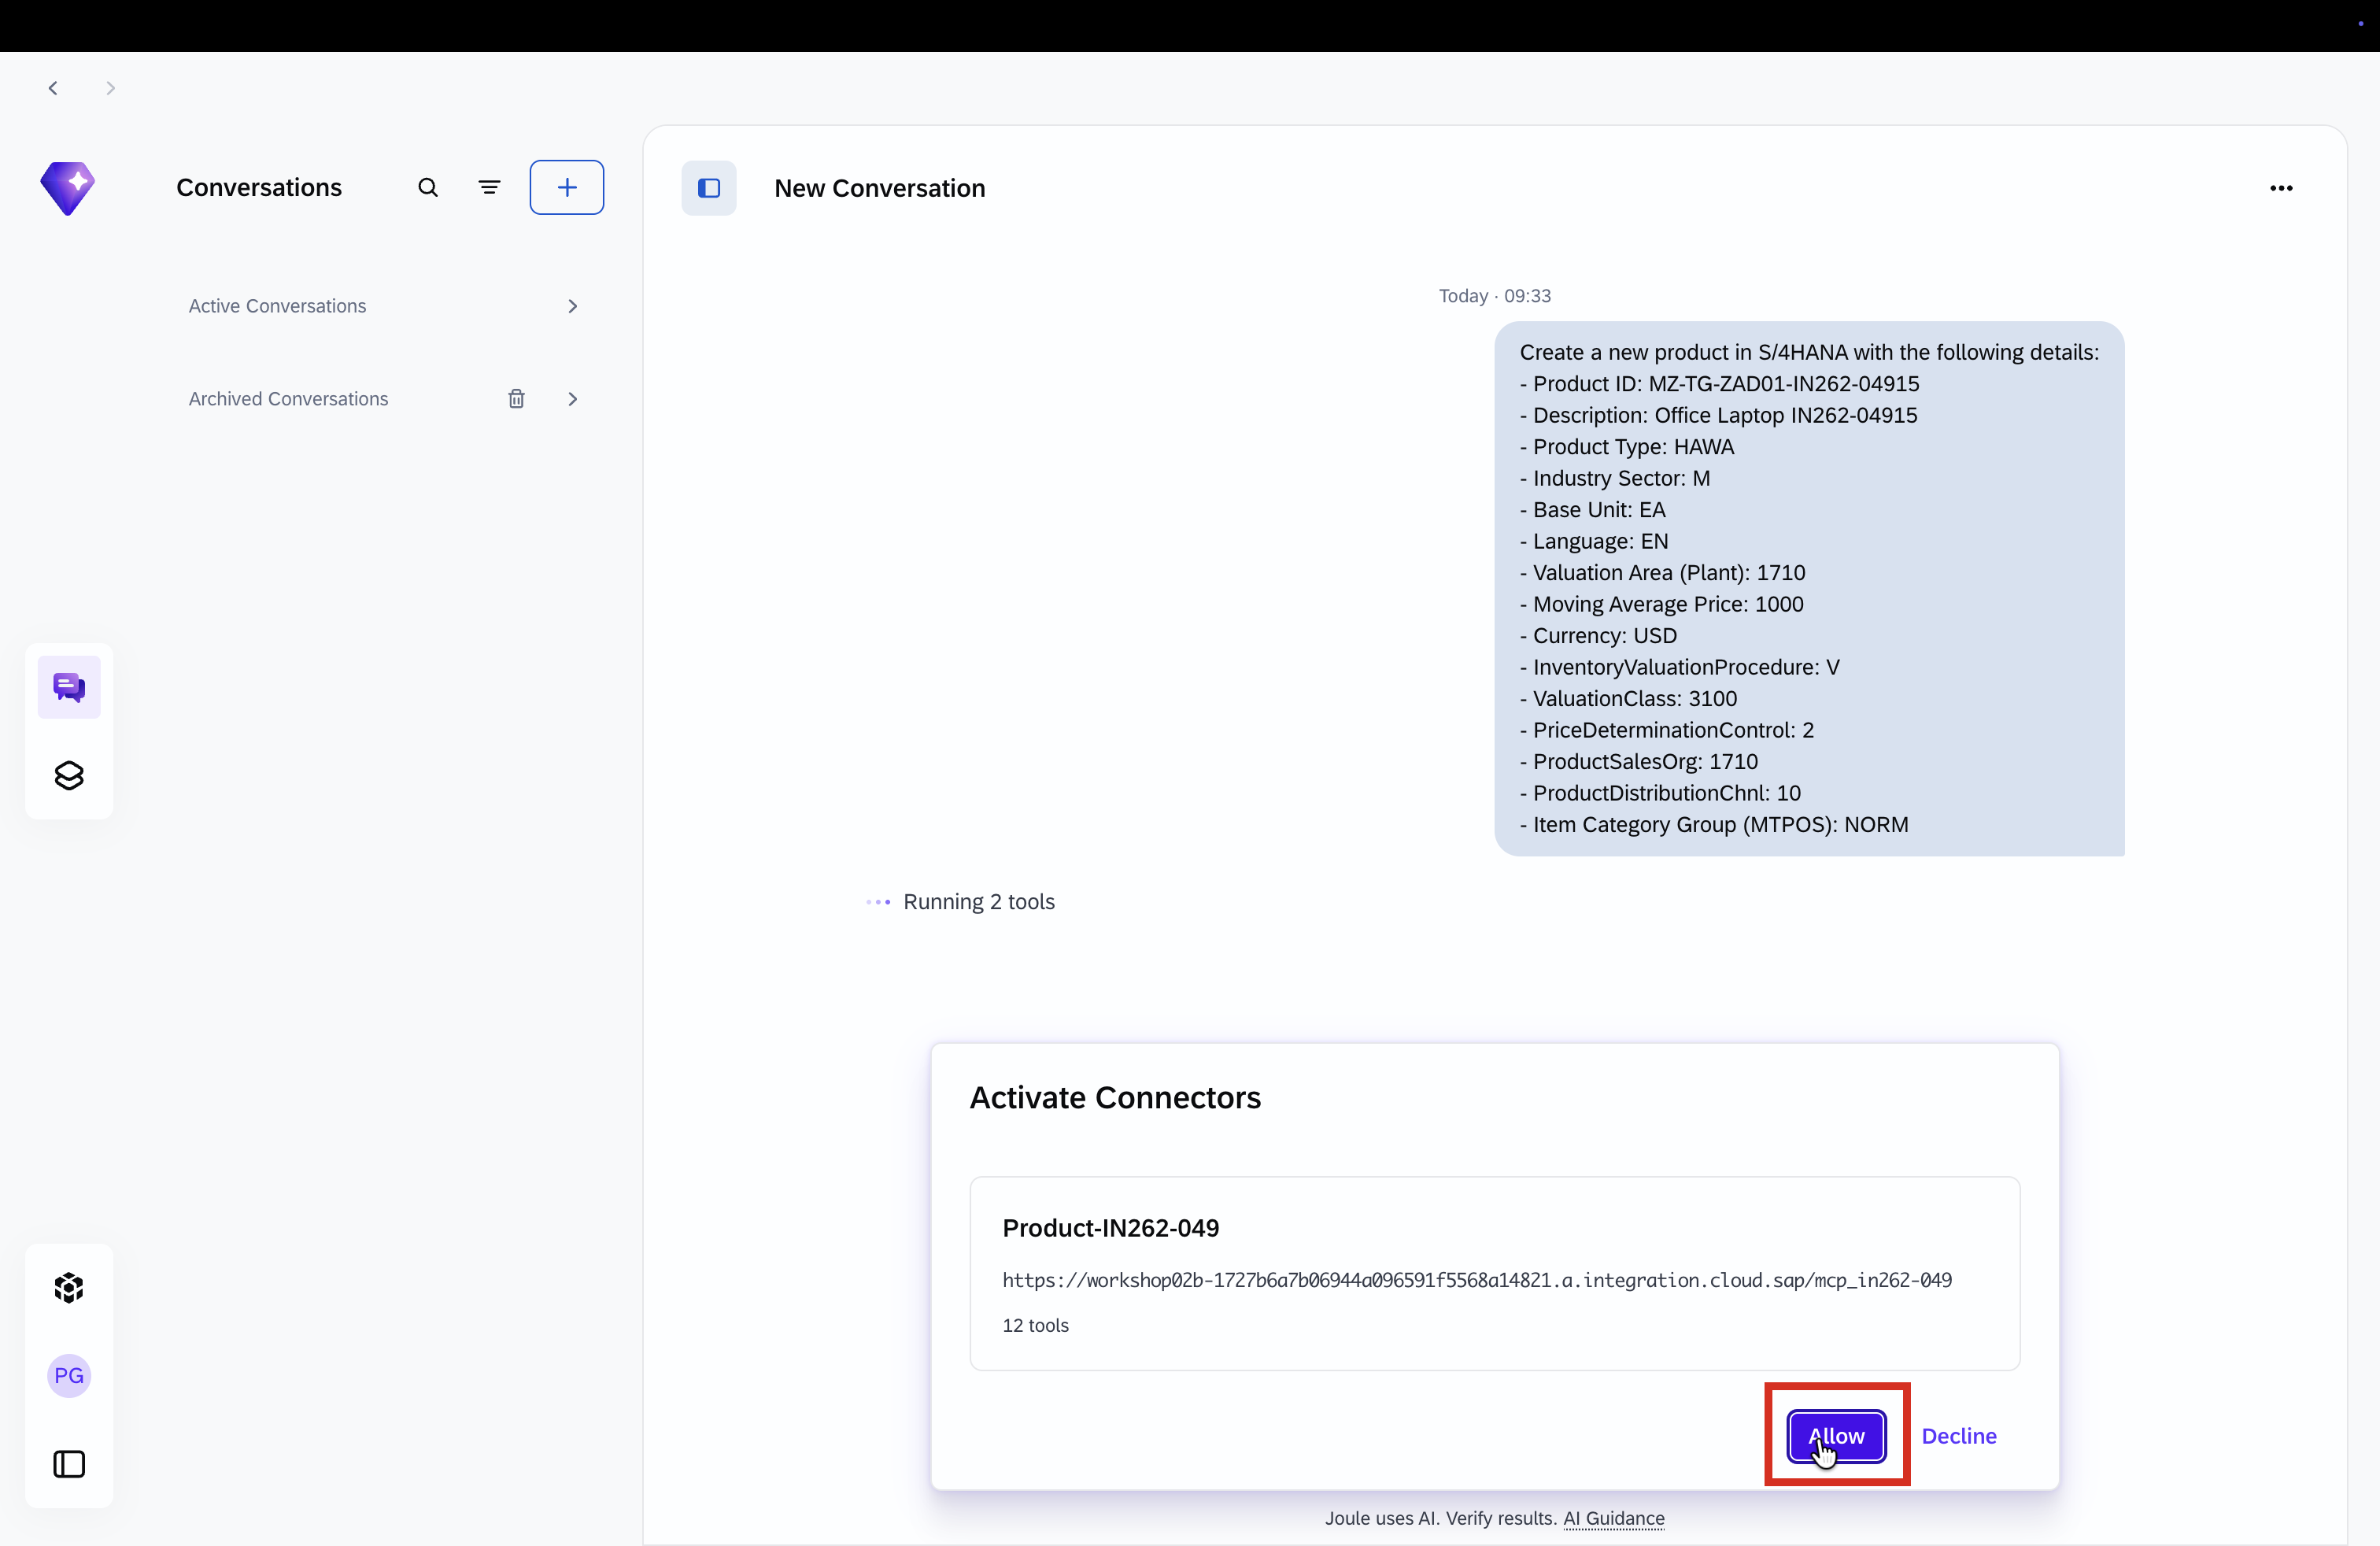 Conversations
New Conversation
Active Conversations
Archived Conversations
Today · 09:33
Create a new product in S/4HANA with the following details:
- Product ID: MZ-TG-ZAD01-IN262-04915
- Description: Office Laptop IN262-04915
- Product Type: HAWA
- Industry Sector: M
- Base Unit: EA
- Language: EN
- Valuation Area (Plant): 1710
- Moving Average Price: 1000
- Currency: USD
- InventoryValuationProcedure: V
- ValuationClass: 3100
- PriceDeterminationControl: 2
- ProductSalesOrg: 1710
- ProductDistributionChnl: 10
- Item Category Group (MTPOS): NORM
Running 2 tools
Activate Connectors
Product-IN262-049
https://workshop02b-1727b6a7b06944a096591f5568a14821.a.integration.cloud.sap/mcp_in262-049
12 tools
PG
Allow
Decline
Joule uses AI. Verify results. AI Guidance